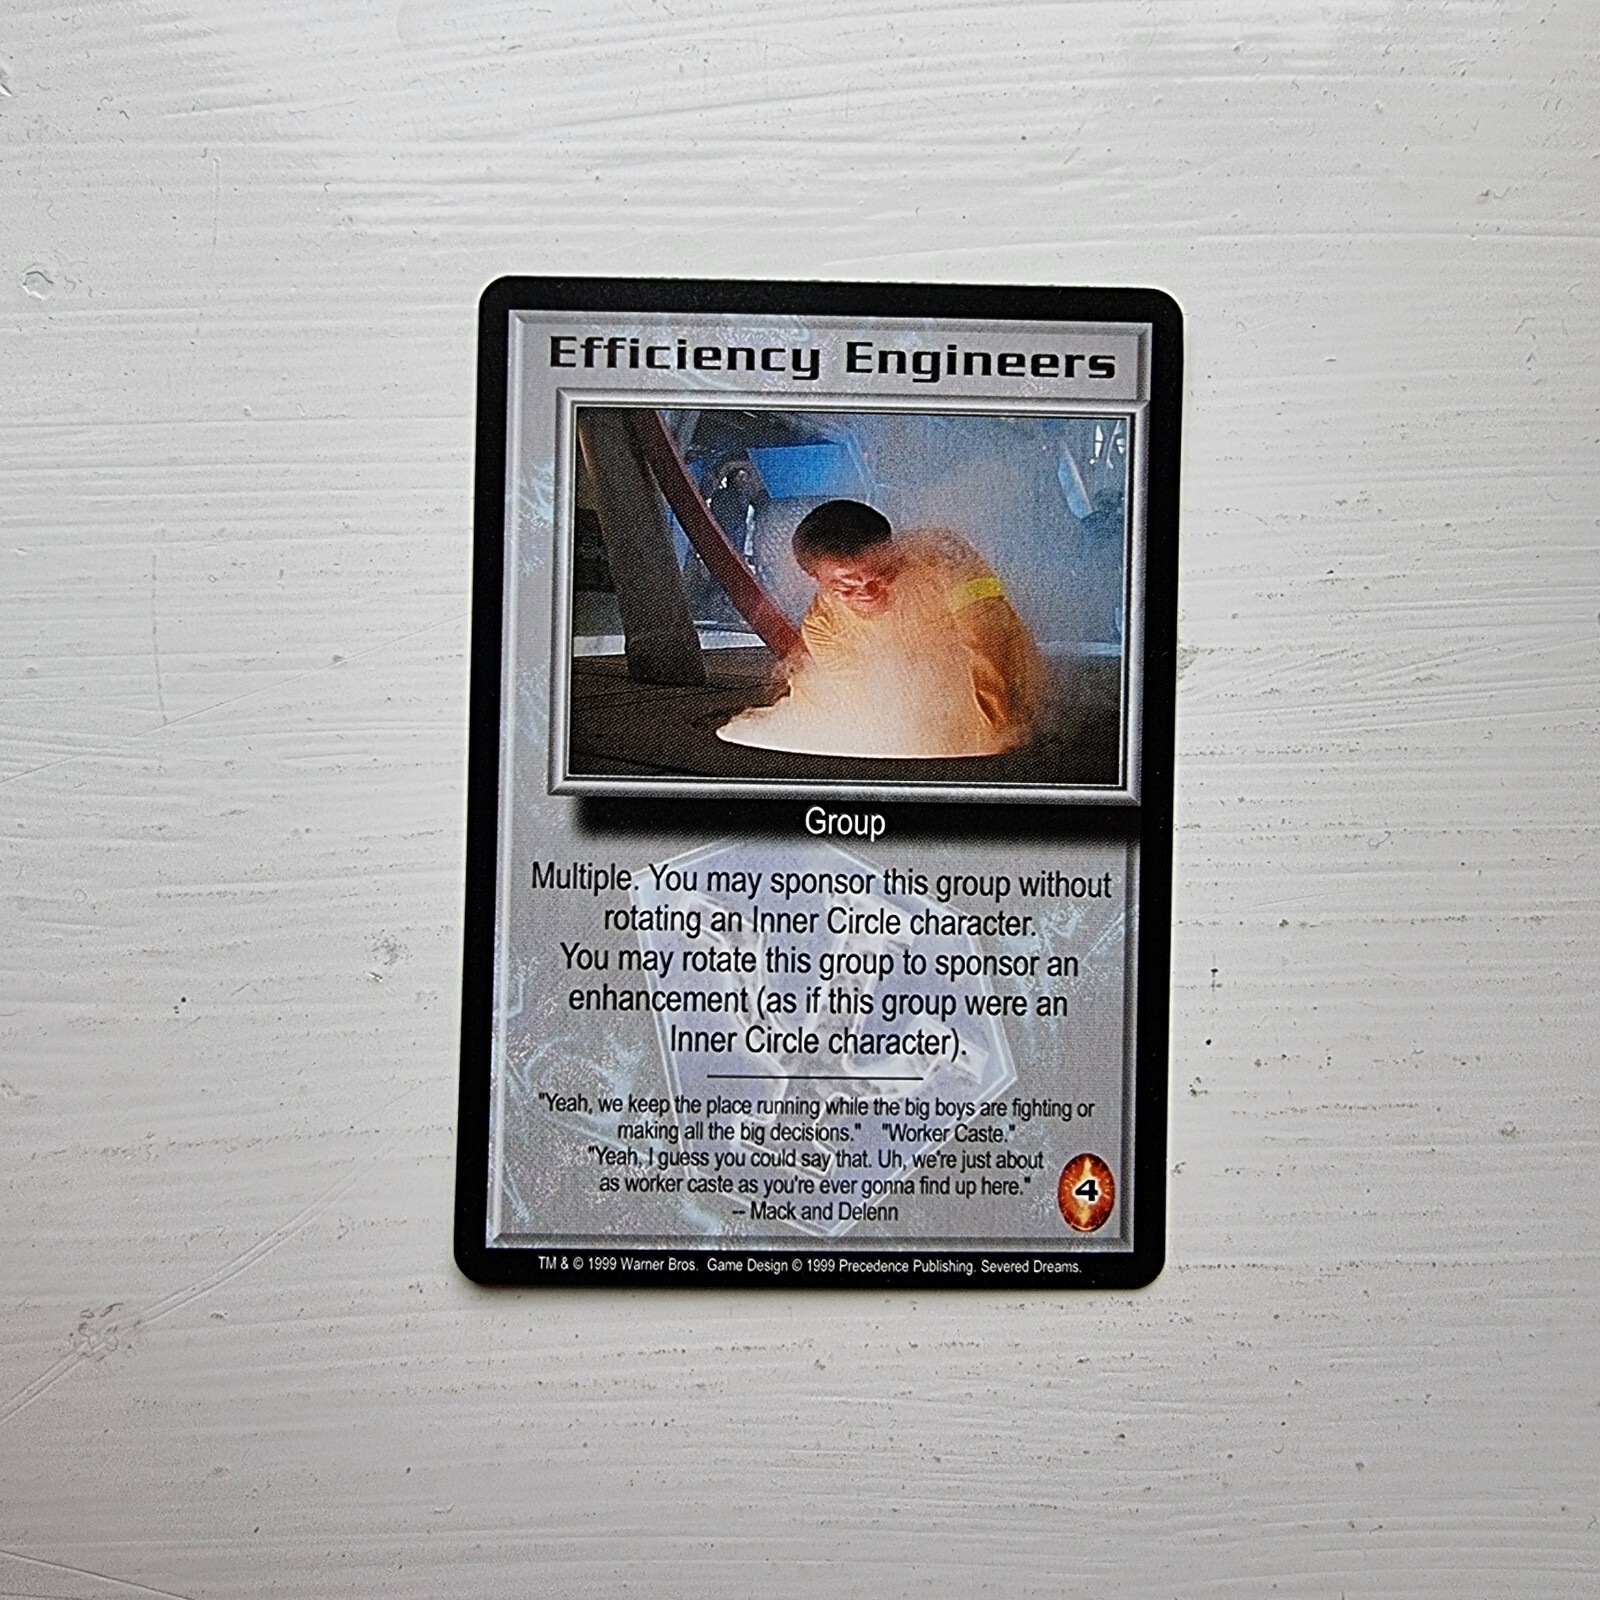 Efficiency Engineers
Group
Multiple. You may sponsor this group without
rotating an Inner Circle character.
You may rotate this group to sponsor an
enhancement (as if this group were an
Inner Circle character).
"Yeah, we keep the place running while the big boys are fighting or
making all the big decisions."   "Worker Caste."
"Yeah, I guess you could say that. Uh, we're just about
as worker caste as you're ever gonna find up here."
-- Mack and Delenn
4
TM & © 1999 Warner Bros.  Game Design © 1999 Precedence Publishing. Severed Dreams.